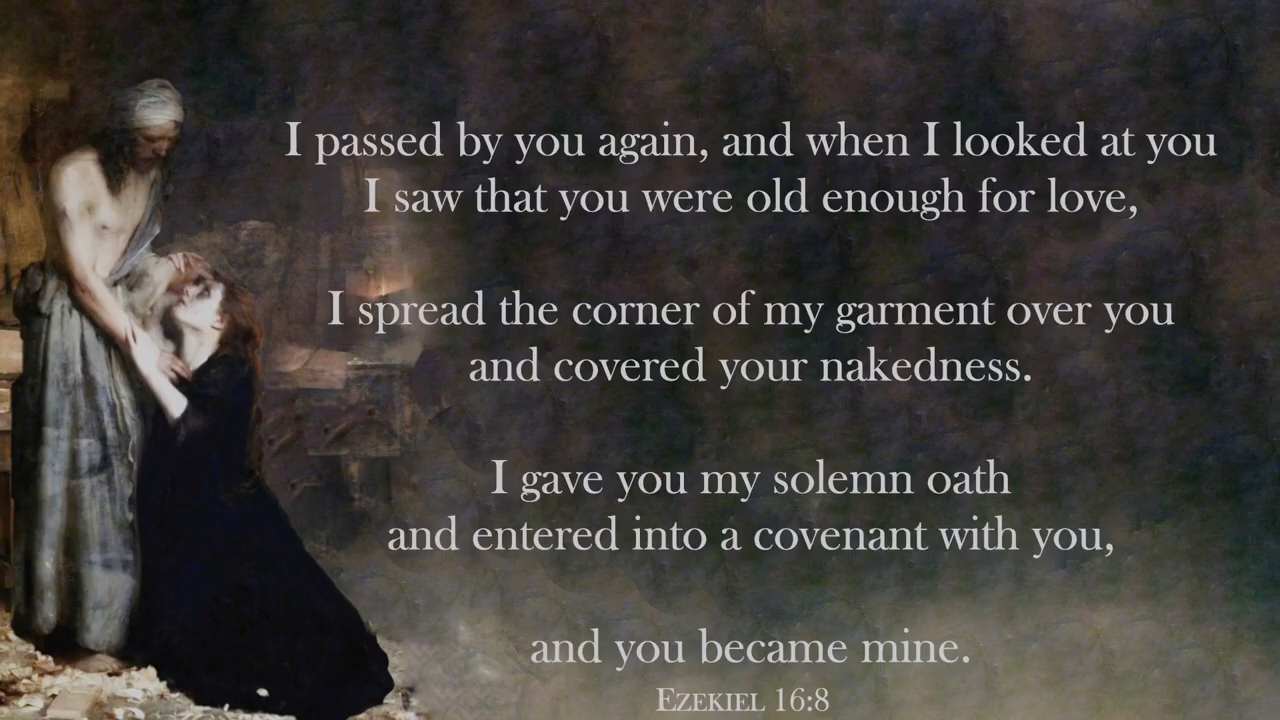 I passed by you again, and when I looked at you
I saw that you were old enough for love,
I spread the corner of my garment over you
and covered your nakedness.
I gave you my solemn oath
and entered into a covenant with you,
and you became mine.
Ezekiel 16:8